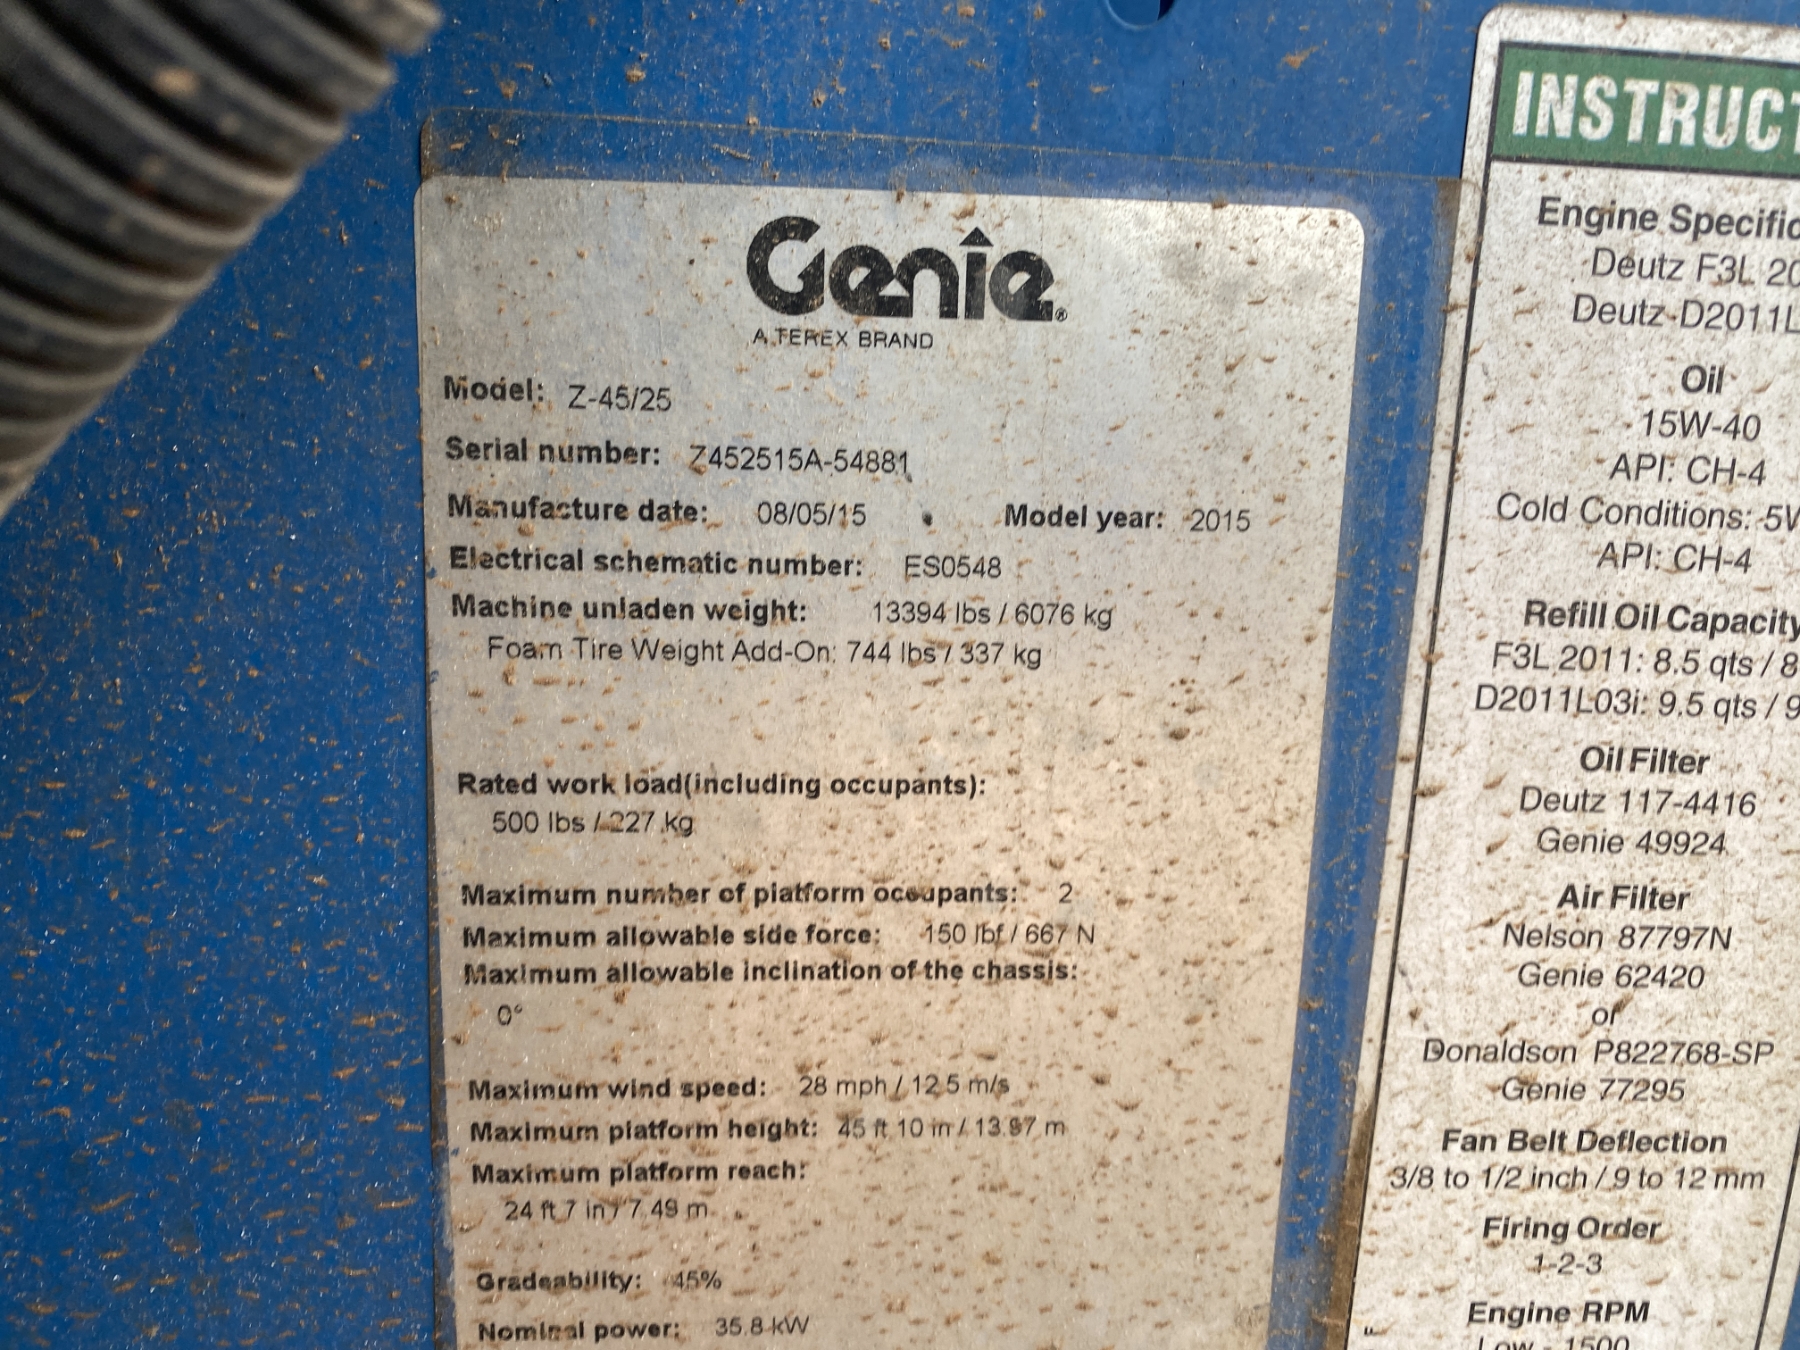 Genie®
A TEREX BRAND
Model: Z-45/25
Serial number: Z452515A-54881
Manufacture date: 08/05/15 Model year: 2015
Electrical schematic number: ES0548
Machine unladen weight: 13394 lbs / 6076 kg
Foam Tire Weight Add-On: 744 lbs / 337 kg
Rated work load(including occupants):
500 lbs / 227 kg
Maximum number of platform occupants: 2
Maximum allowable side force: 150 lbf / 667 N
Maximum allowable inclination of the chassis:
0°
Maximum wind speed: 28 mph / 12.5 m/s
Maximum platform height: 45 ft 10 in / 13.97 m
Maximum platform reach:
24 ft 7 in / 7.49 m
Gradeability: 45%
Nominal power: 35.8 kW
INSTRUCT
Engine Specific
Deutz F3L 20
Deutz D2011L
Oil
15W-40
API: CH-4
Cold Conditions: 5W
API: CH-4
Refill Oil Capacity
F3L 2011: 8.5 qts / 8
D2011L03i: 9.5 qts / 9
Oil Filter
Deutz 117-4416
Genie 49924
Air Filter
Nelson 87797N
Genie 62420
or
Donaldson P822768-SP
Genie 77295
Fan Belt Deflection
3/8 to 1/2 inch / 9 to 12 mm
Firing Order
1-2-3
Engine RPM
Low - 1500